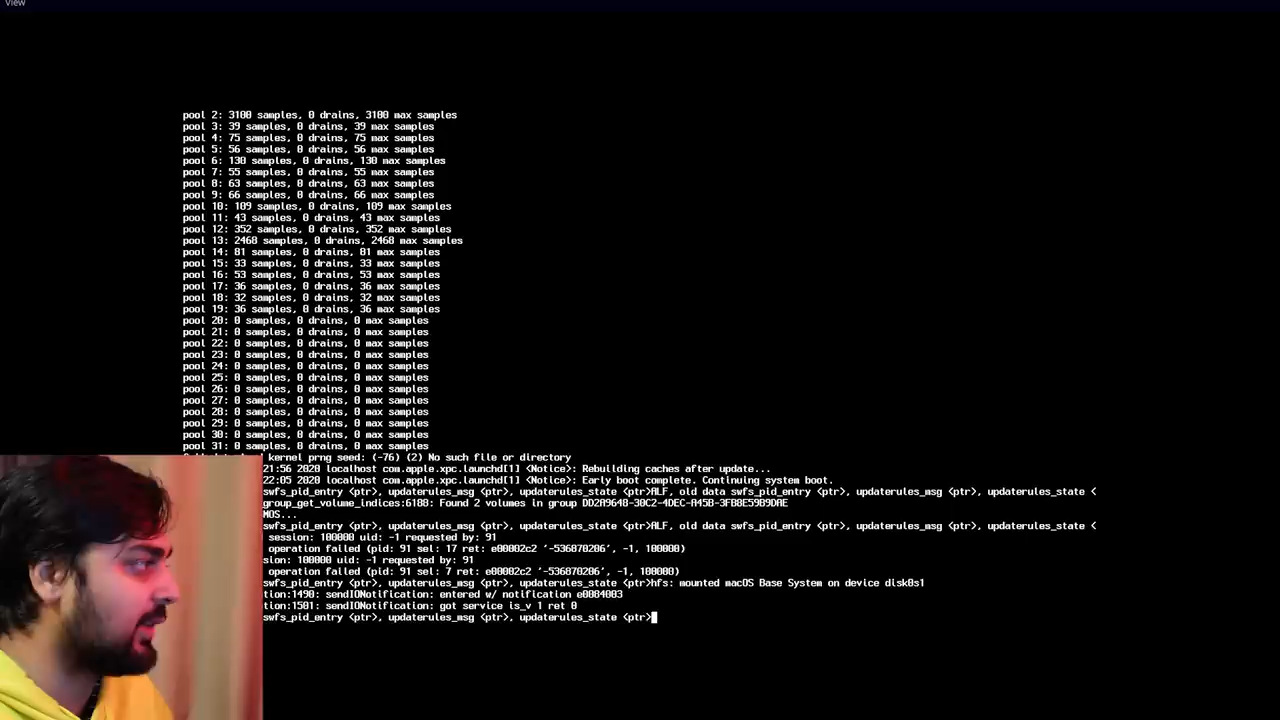 View
pool 2: 3100 samples, 0 drains, 3100 max samples
pool 3: 39 samples, 0 drains, 39 max samples
pool 4: 75 samples, 0 drains, 75 max samples
pool 5: 56 samples, 0 drains, 56 max samples
pool 6: 130 samples, 0 drains, 130 max samples
pool 7: 55 samples, 0 drains, 55 max samples
pool 8: 63 samples, 0 drains, 63 max samples
pool 9: 66 samples, 0 drains, 66 max samples
pool 10: 109 samples, 0 drains, 109 max samples
pool 11: 43 samples, 0 drains, 43 max samples
pool 12: 352 samples, 0 drains, 352 max samples
pool 13: 2468 samples, 0 drains, 2468 max samples
pool 14: 81 samples, 0 drains, 81 max samples
pool 15: 33 samples, 0 drains, 33 max samples
pool 16: 53 samples, 0 drains, 53 max samples
pool 17: 36 samples, 0 drains, 36 max samples
pool 18: 32 samples, 0 drains, 32 max samples
pool 19: 36 samples, 0 drains, 36 max samples
pool 20: 0 samples, 0 drains, 0 max samples
pool 21: 0 samples, 0 drains, 0 max samples
pool 22: 0 samples, 0 drains, 0 max samples
pool 23: 0 samples, 0 drains, 0 max samples
pool 24: 0 samples, 0 drains, 0 max samples
pool 25: 0 samples, 0 drains, 0 max samples
pool 26: 0 samples, 0 drains, 0 max samples
pool 27: 0 samples, 0 drains, 0 max samples
pool 28: 0 samples, 0 drains, 0 max samples
pool 29: 0 samples, 0 drains, 0 max samples
pool 30: 0 samples, 0 drains, 0 max samples
pool 31: 0 samples, 0 drains, 0 max samples
kernel prng seed: (-76) (2) No such file or directory
21:56 2020 localhost com.apple.xpc.launchd[1] <Notice>: Rebuilding caches after update...
22:05 2020 localhost com.apple.xpc.launchd[1] <Notice>: Early boot complete. Continuing system boot.
swfs_pid_entry <ptr>, updaterules_msg <ptr>, updaterules_state <ptr>ALF, old data swfs_pid_entry <ptr>, updaterules_msg <ptr>, updaterules_state <
group_get_volume_indices:6188: Found 2 volumes in group DD2A9648-38C2-4DEC-A45B-3FB8E59B9DAE
MOS...
swfs_pid_entry <ptr>, updaterules_msg <ptr>, updaterules_state <ptr>ALF, old data swfs_pid_entry <ptr>, updaterules_msg <ptr>, updaterules_state <
session: 100000 uid: -1 requested by: 91
operation failed (pid: 91 sel: 17 ret: e00002c2 '-536870206', -1, 100000)
sion: 100000 uid: -1 requested by: 91
operation failed (pid: 91 sel: 7 ret: e00002c2 '-536870206', -1, 100000)
swfs_pid_entry <ptr>, updaterules_msg <ptr>, updaterules_state <ptr>hfs: mounted macOS Base System on device disk0s1
tion:1490: sendIONotification: entered w/ notification e0084003
tion:1501: sendIONotification: got service is_v 1 ret 0
swfs_pid_entry <ptr>, updaterules_msg <ptr>, updaterules_state <ptr>